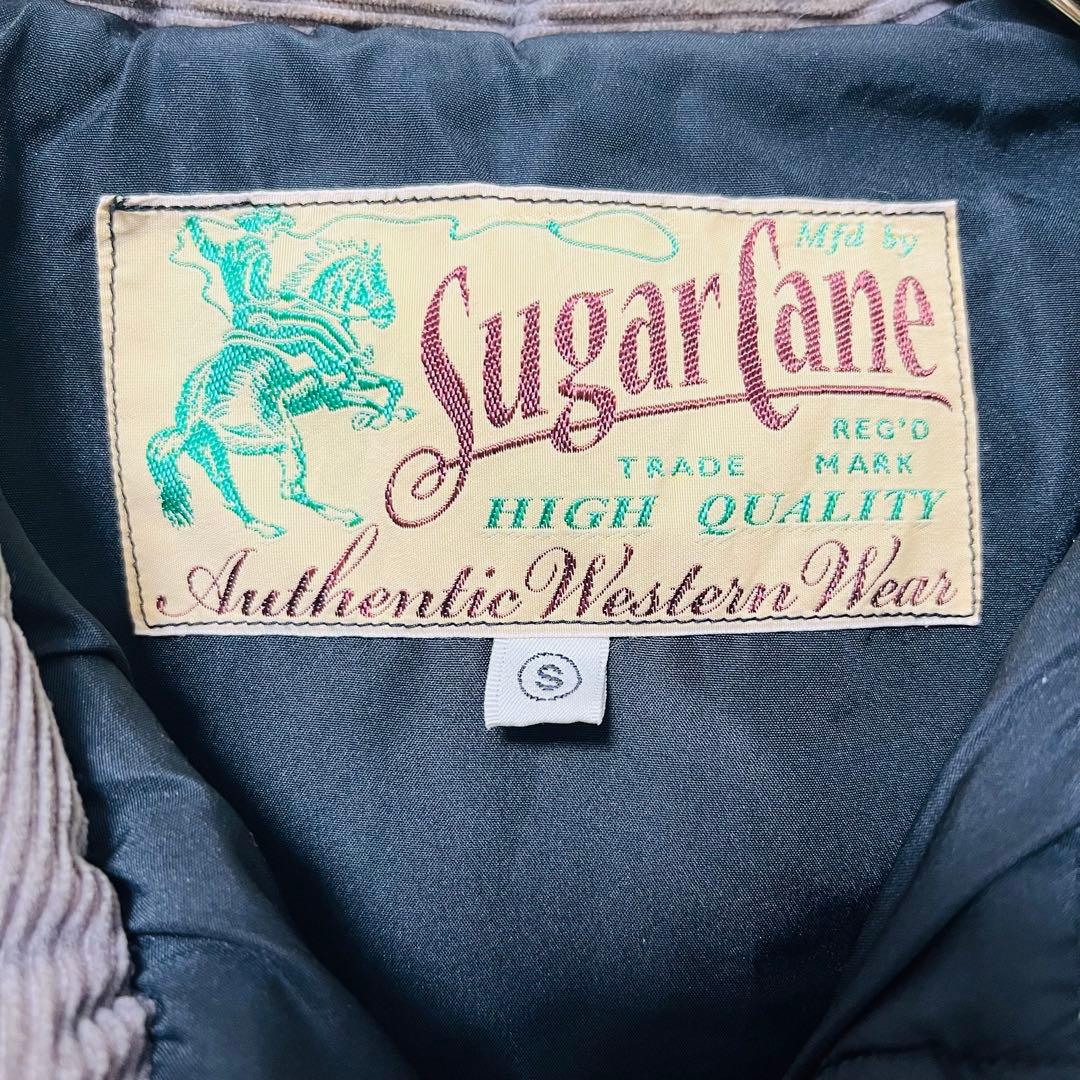 Mfd by
Sugar Cane
REG'D
TRADE MARK
HIGH QUALITY
Authentic Western Wear
S